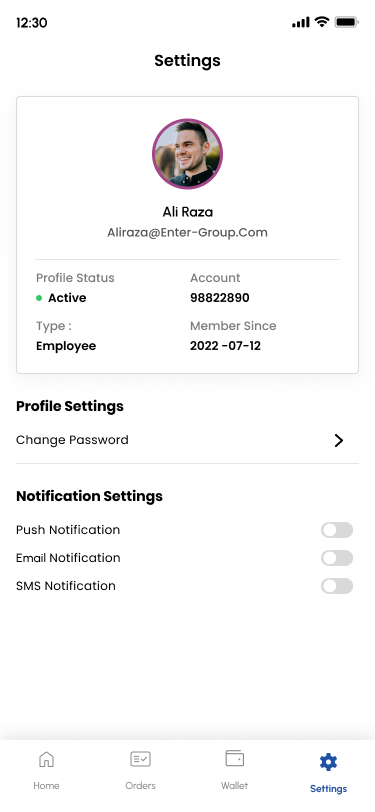 12:30
Settings
Ali Raza
Aliraza@Enter-Group.Com
Profile Status
Account
Active
98822890
Type :
Member Since
Employee
2022 -07-12
Profile Settings
Change Password
Notification Settings
Push Notification
Email Notification
SMS Notification
Home
Orders
Wallet
Settings